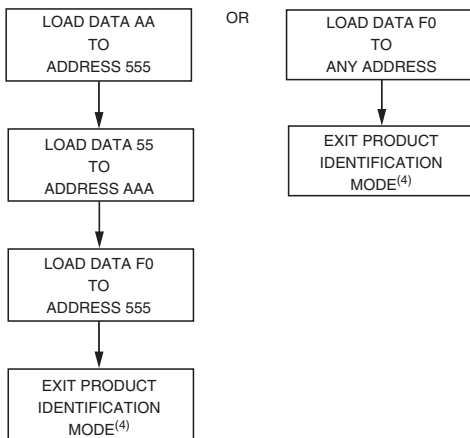 LOAD DATA AA
TO
ADDRESS 555
LOAD DATA 55
TO
ADDRESS AAA
LOAD DATA F0
TO
ADDRESS 555
EXIT PRODUCT
IDENTIFICATION
MODE(4)
OR
LOAD DATA F0
TO
ANY ADDRESS
EXIT PRODUCT
IDENTIFICATION
MODE(4)